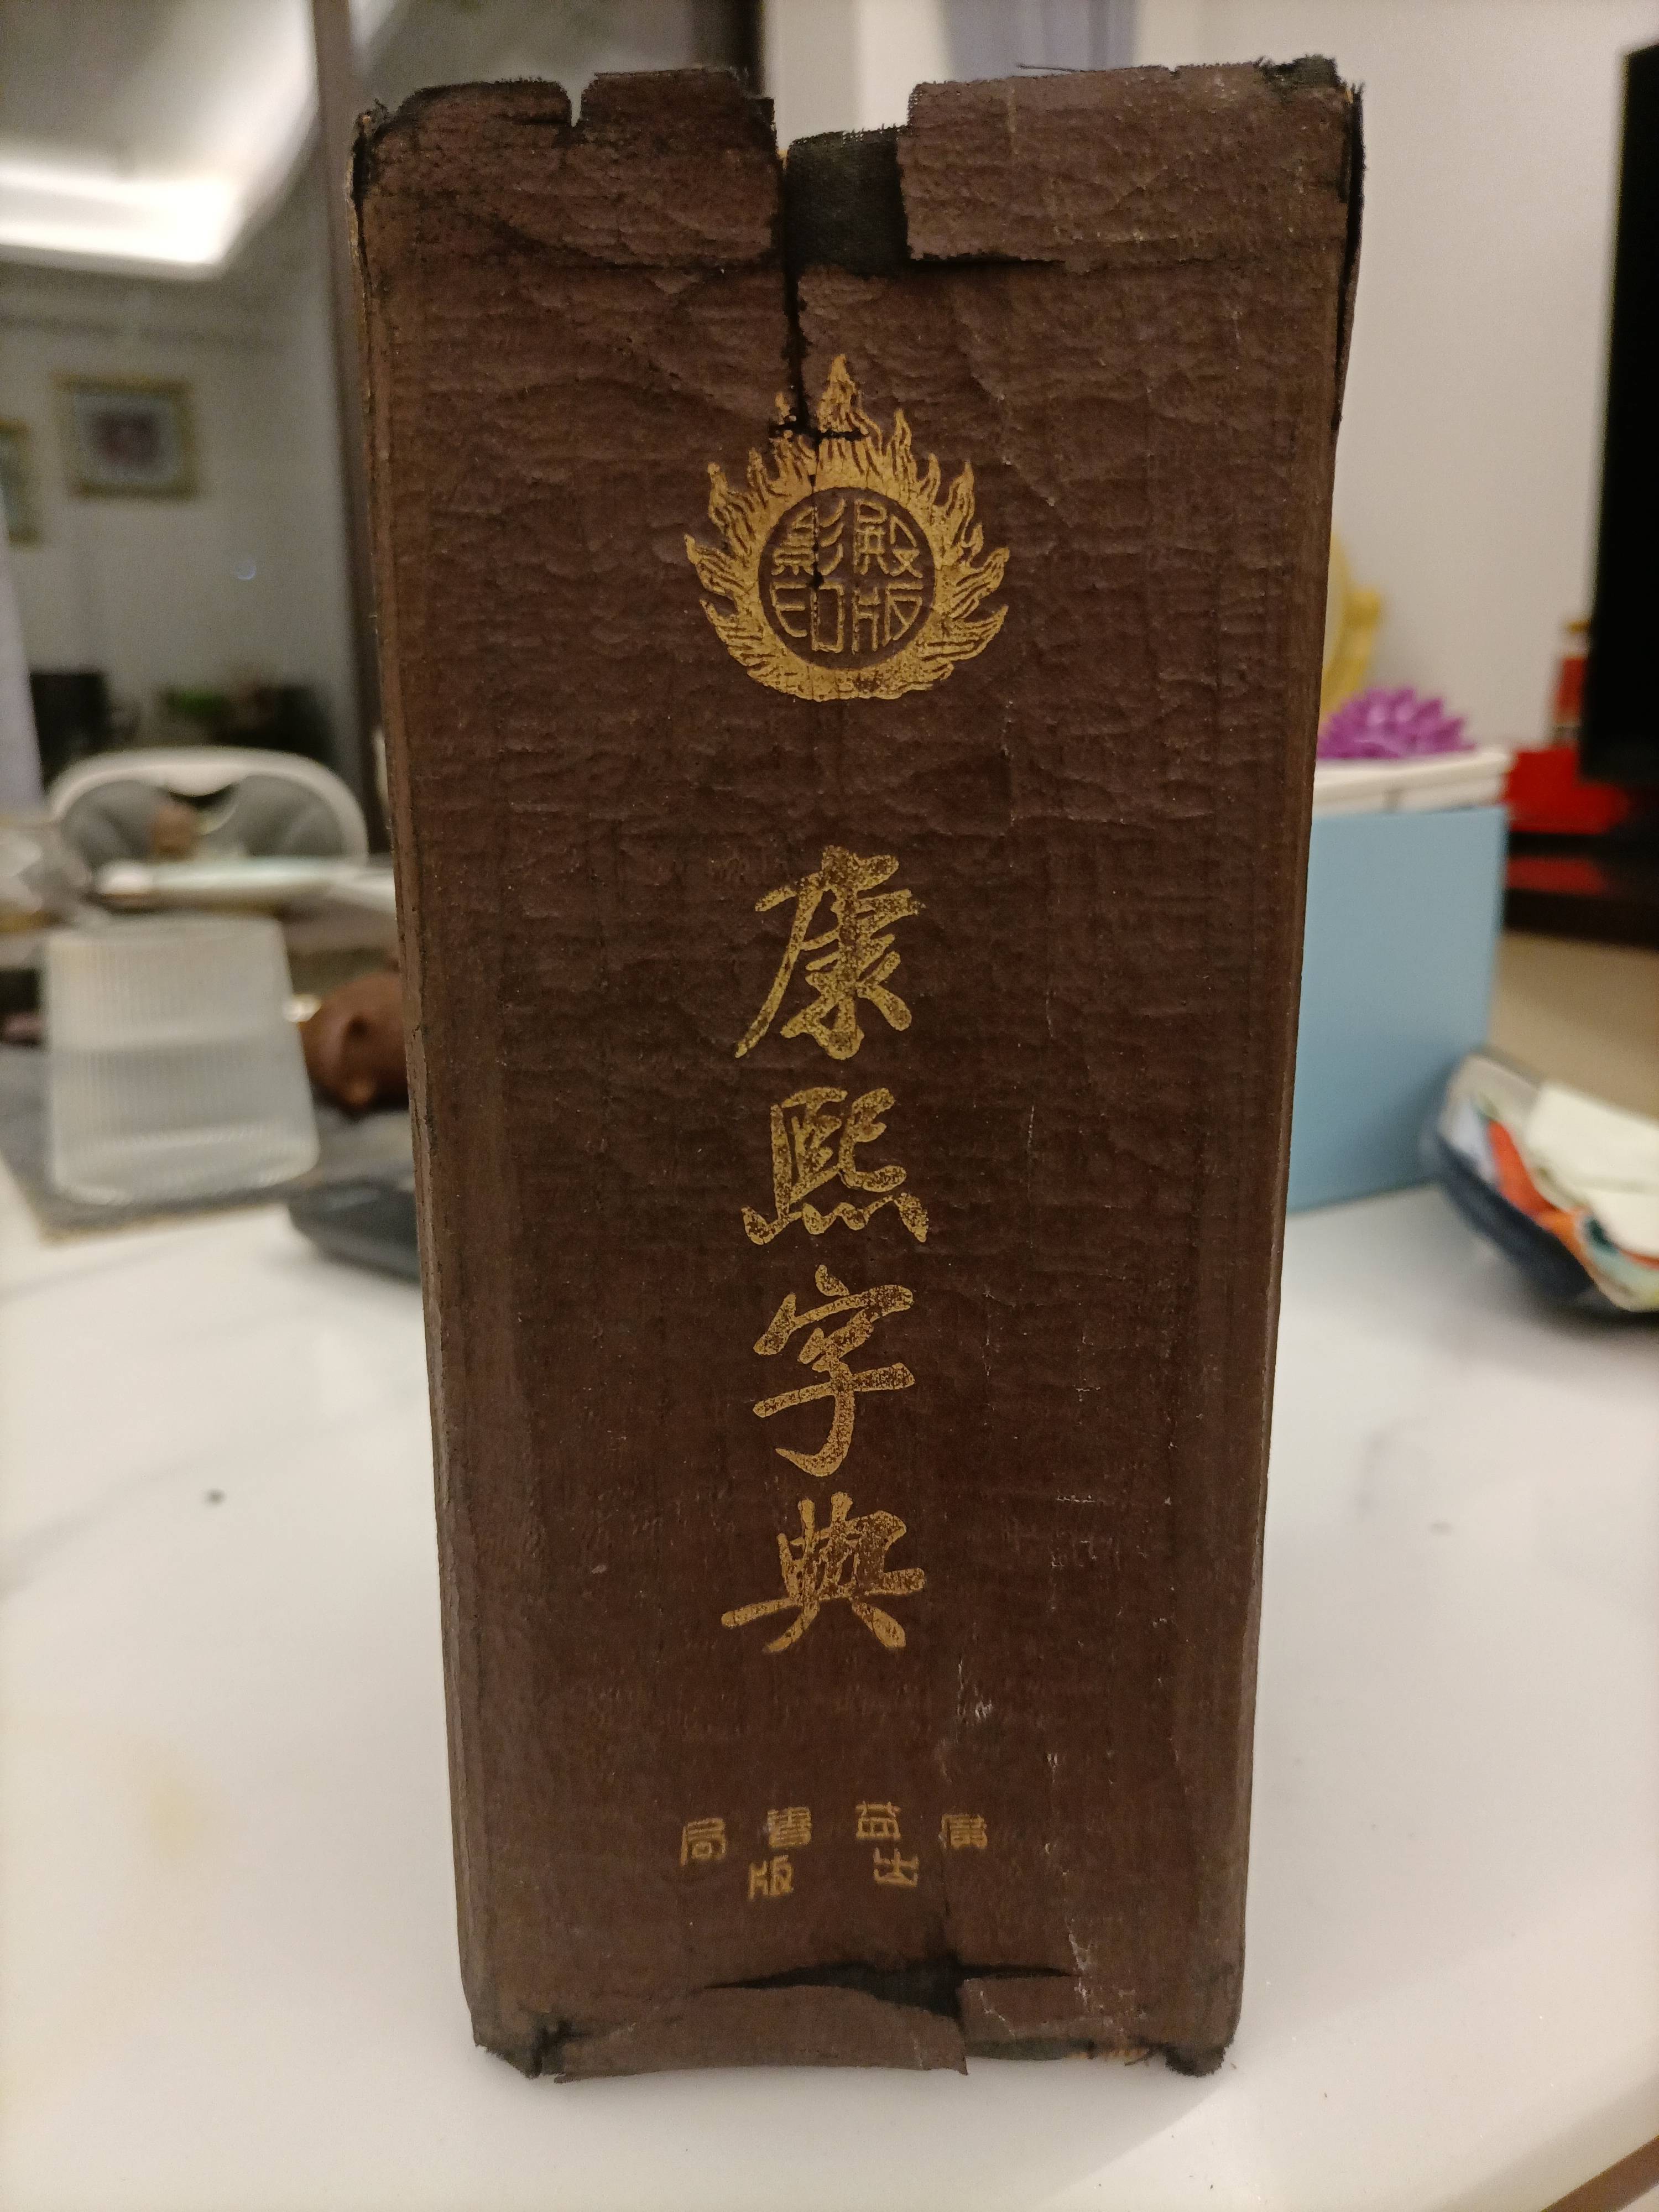 殿版
影印
康熙字典
廣益書局
出版